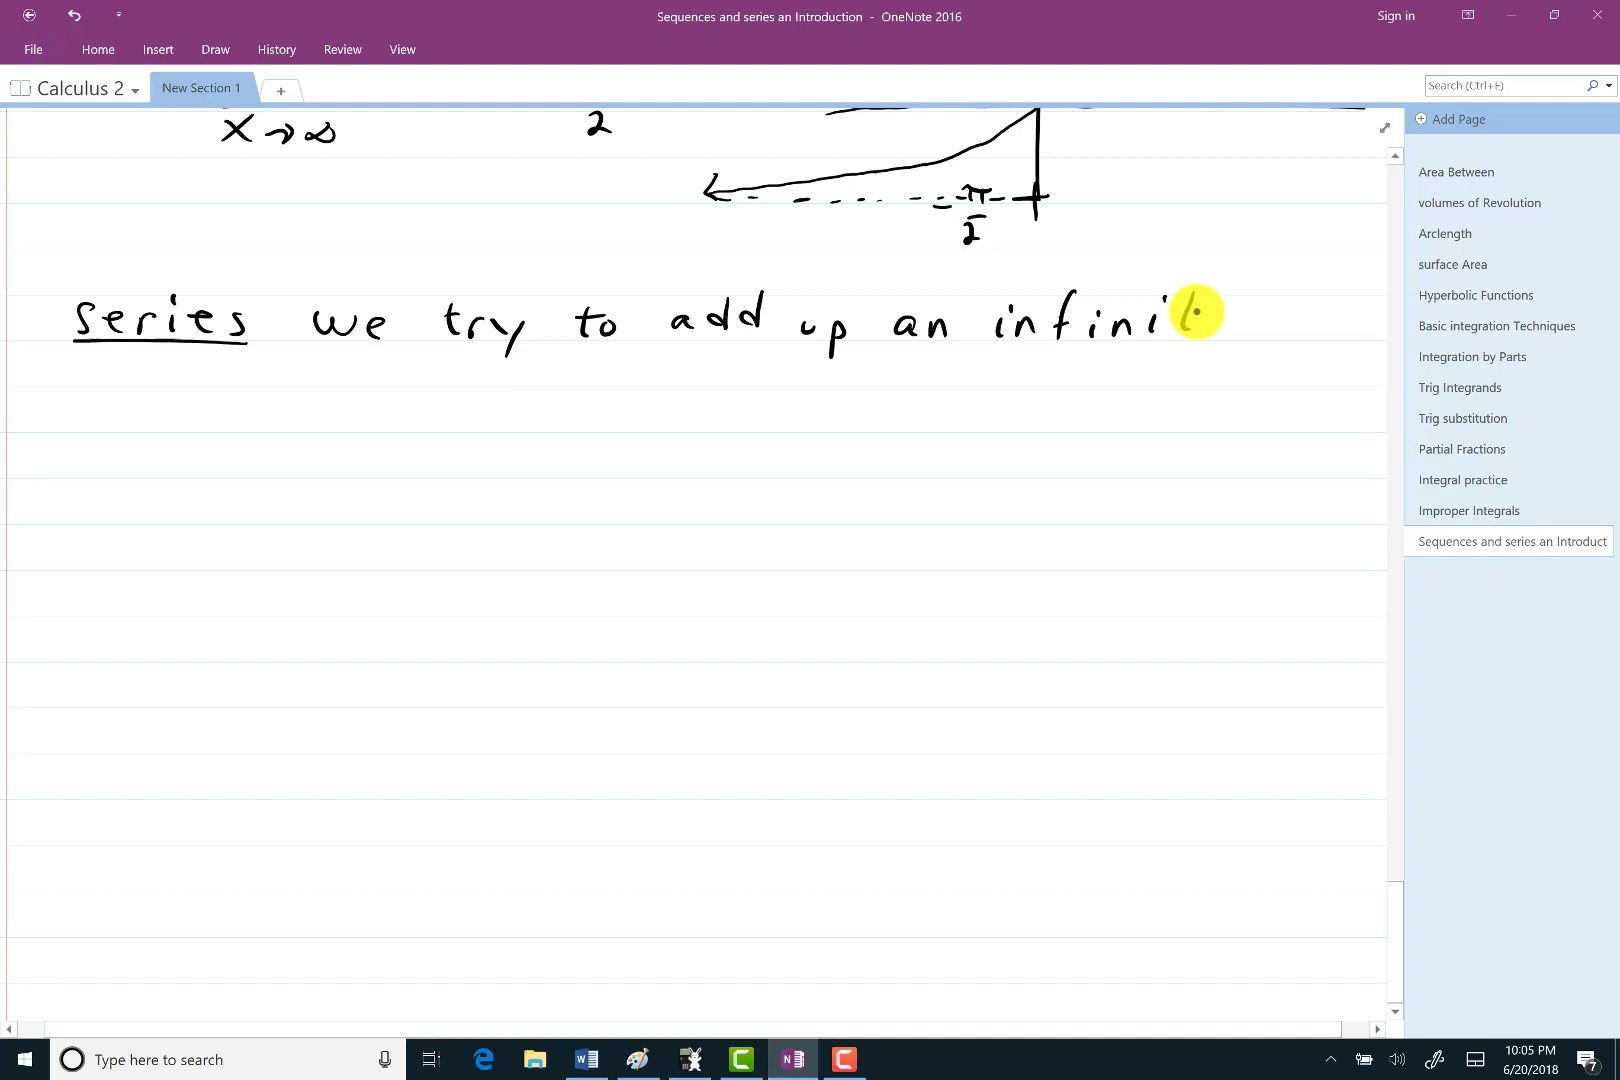 Sequences and series an Introduction - OneNote 2016
Sign in
File Home Insert Draw History Review View
Calculus 2
New Section 1
Search (Ctrl+E)
Add Page
x → ∞
2
- π/2
series we try to add up an infinit
Area Between
volumes of Revolution
Arclength
surface Area
Hyperbolic Functions
Basic integration Techniques
Integration by Parts
Trig Integrands
Trig substitution
Partial Fractions
Integral practice
Improper Integrals
Sequences and series an Introduct
Type here to search
10:05 PM
6/20/2018
7